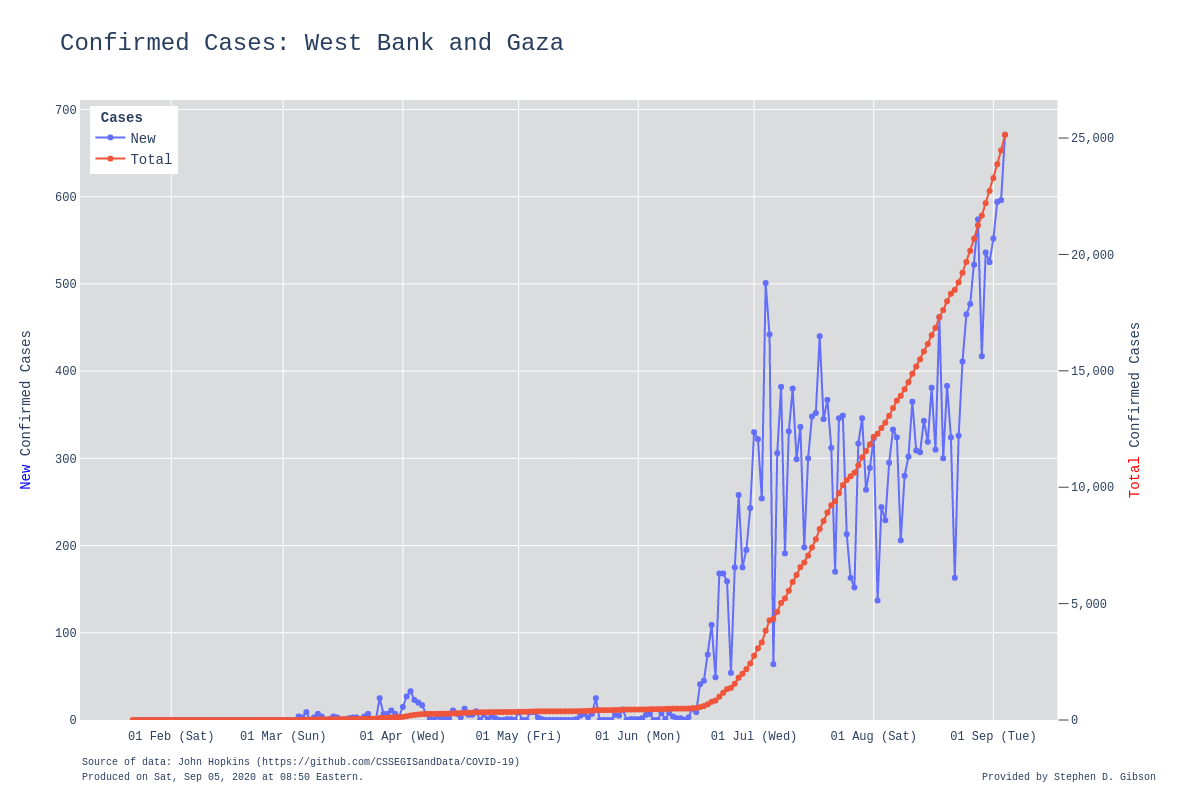 Confirmed Cases: West Bank and Gaza
Cases
New
Total
700
600
500
400
300
200
100
0
25,000
20,000
15,000
10,000
5,000
0
New Confirmed Cases
Total Confirmed Cases
01 Feb (Sat) 01 Mar (Sun) 01 Apr (Wed) 01 May (Fri) 01 Jun (Mon) 01 Jul (Wed) 01 Aug (Sat) 01 Sep (Tue)
Source of data: John Hopkins (https://github.com/CSSEGISandData/COVID-19)
Produced on Sat, Sep 05, 2020 at 08:50 Eastern.
Provided by Stephen D. Gibson